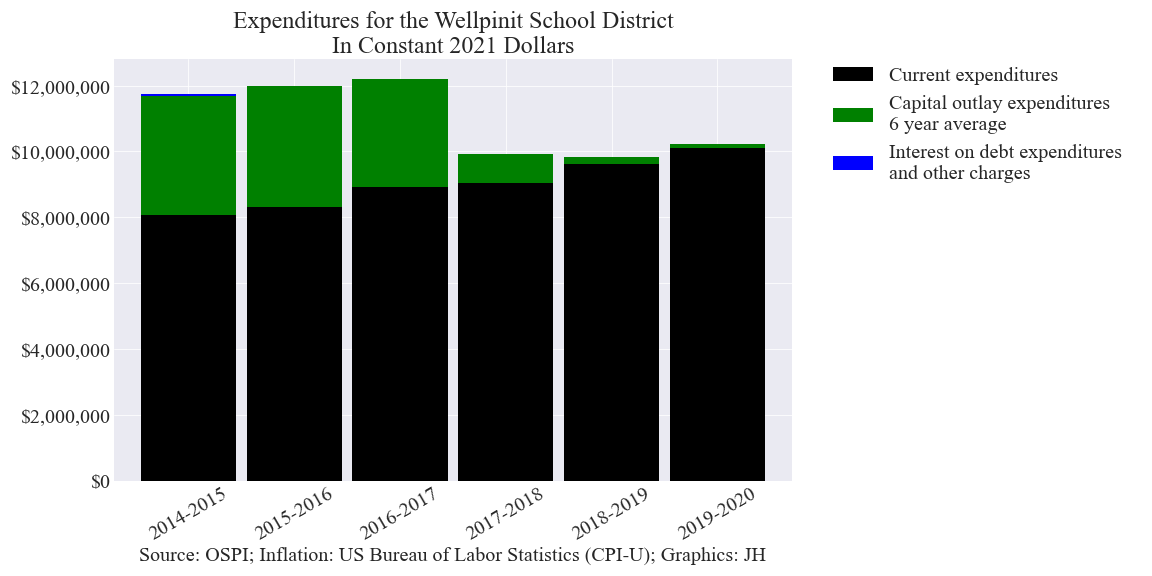 Expenditures for the Wellpinit School District
In Constant 2021 Dollars
$12,000,000
$10,000,000
$8,000,000
$6,000,000
$4,000,000
$2,000,000
$0
2014-2015
2015-2016
2016-2017
2017-2018
2018-2019
2019-2020
Source: OSPI; Inflation: US Bureau of Labor Statistics (CPI-U); Graphics: JH
Current expenditures
Capital outlay expenditures
6 year average
Interest on debt expenditures
and other charges